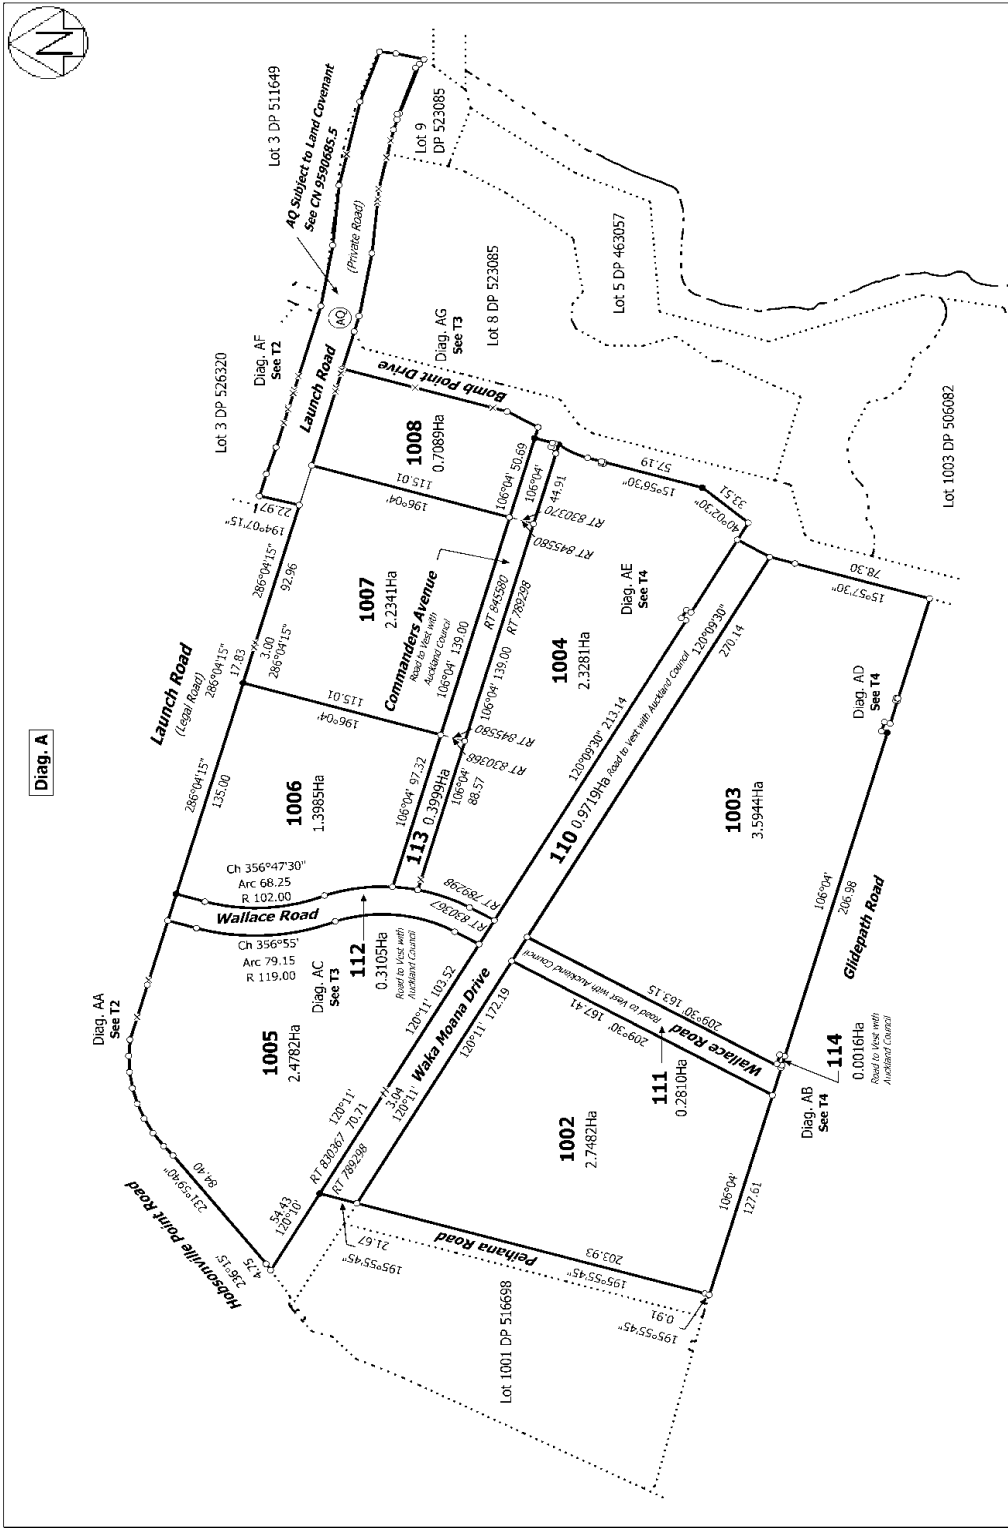 Diag. A
N
Lot 3 DP 511649
AQ Subject to Land Covenant
See CN 9590685.5
Lot 9
DP 523085
(Private Road)
AQ
Lot 3 DP 526320
Diag. AF
See T2
Launch Road
Diag. AG
See T3
Lot 8 DP 523085
Lot 5 DP 463057
Lot 1003 DP 506082
Bomb Point Drive
1008
0.7089Ha
115.01
196°04'
106°04' 50.69
106°04'
44.91
RT 830370
RT 845580
57.19
15°56'30"
33.51
40°02'30"
22.97
194°07'15"
286°04'15"
92.96
3.00
286°04'15"
286°04'15"
17.83
Launch Road
(Legal Road)
1007
2.2341Ha
Commanders Avenue
Road to Vest with
Auckland Council
RT 845580
RT 789298
106°04' 139.00
106°04' 139.00
Diag. AE
See T4
1004
2.3281Ha
115.01
196°04'
RT 845580
RT 830368
286°04'15"
135.00
1006
1.3985Ha
106°04' 97.32
113 0.3999Ha
106°04'
88.57
120°09'30" 213.14
110 0.9719Ha Road to Vest with Auckland Council
120°09'30"
270.14
78.30
15°57'30"
Diag. AD
See T4
1003
3.5944Ha
106°04'
206.98
Glidepath Road
Ch 356°47'30"
Arc 68.25
R 102.00
Wallace Road
Ch 356°55'
Arc 79.15
R 119.00
RT 789298
RT 830367
Diag. AC
See T3
112
0.3105Ha
Road to Vest with
Auckland Council
Diag. AA
See T2
1005
2.4782Ha
120°11' 103.52
Waka Moana Drive
120°11' 172.19
120°11'
70.71
3.04
120°11'
RT 830367
RT 789298
209°30' 163.15
Road to Vest with Auckland Council
Wallace Road
209°30' 167.41
111
0.2810Ha
114
0.0016Ha
Road to Vest with
Auckland Council
Diag. AB
See T4
1002
2.7482Ha
106°04'
127.61
84.40
231°59'40"
Hobsonville Point Road
236°15'
4.75
54.43
120°10'
21.67
195°55'45"
Peihana Road
203.93
195°55'45"
0.91
195°55'45"
Lot 1001 DP 516698